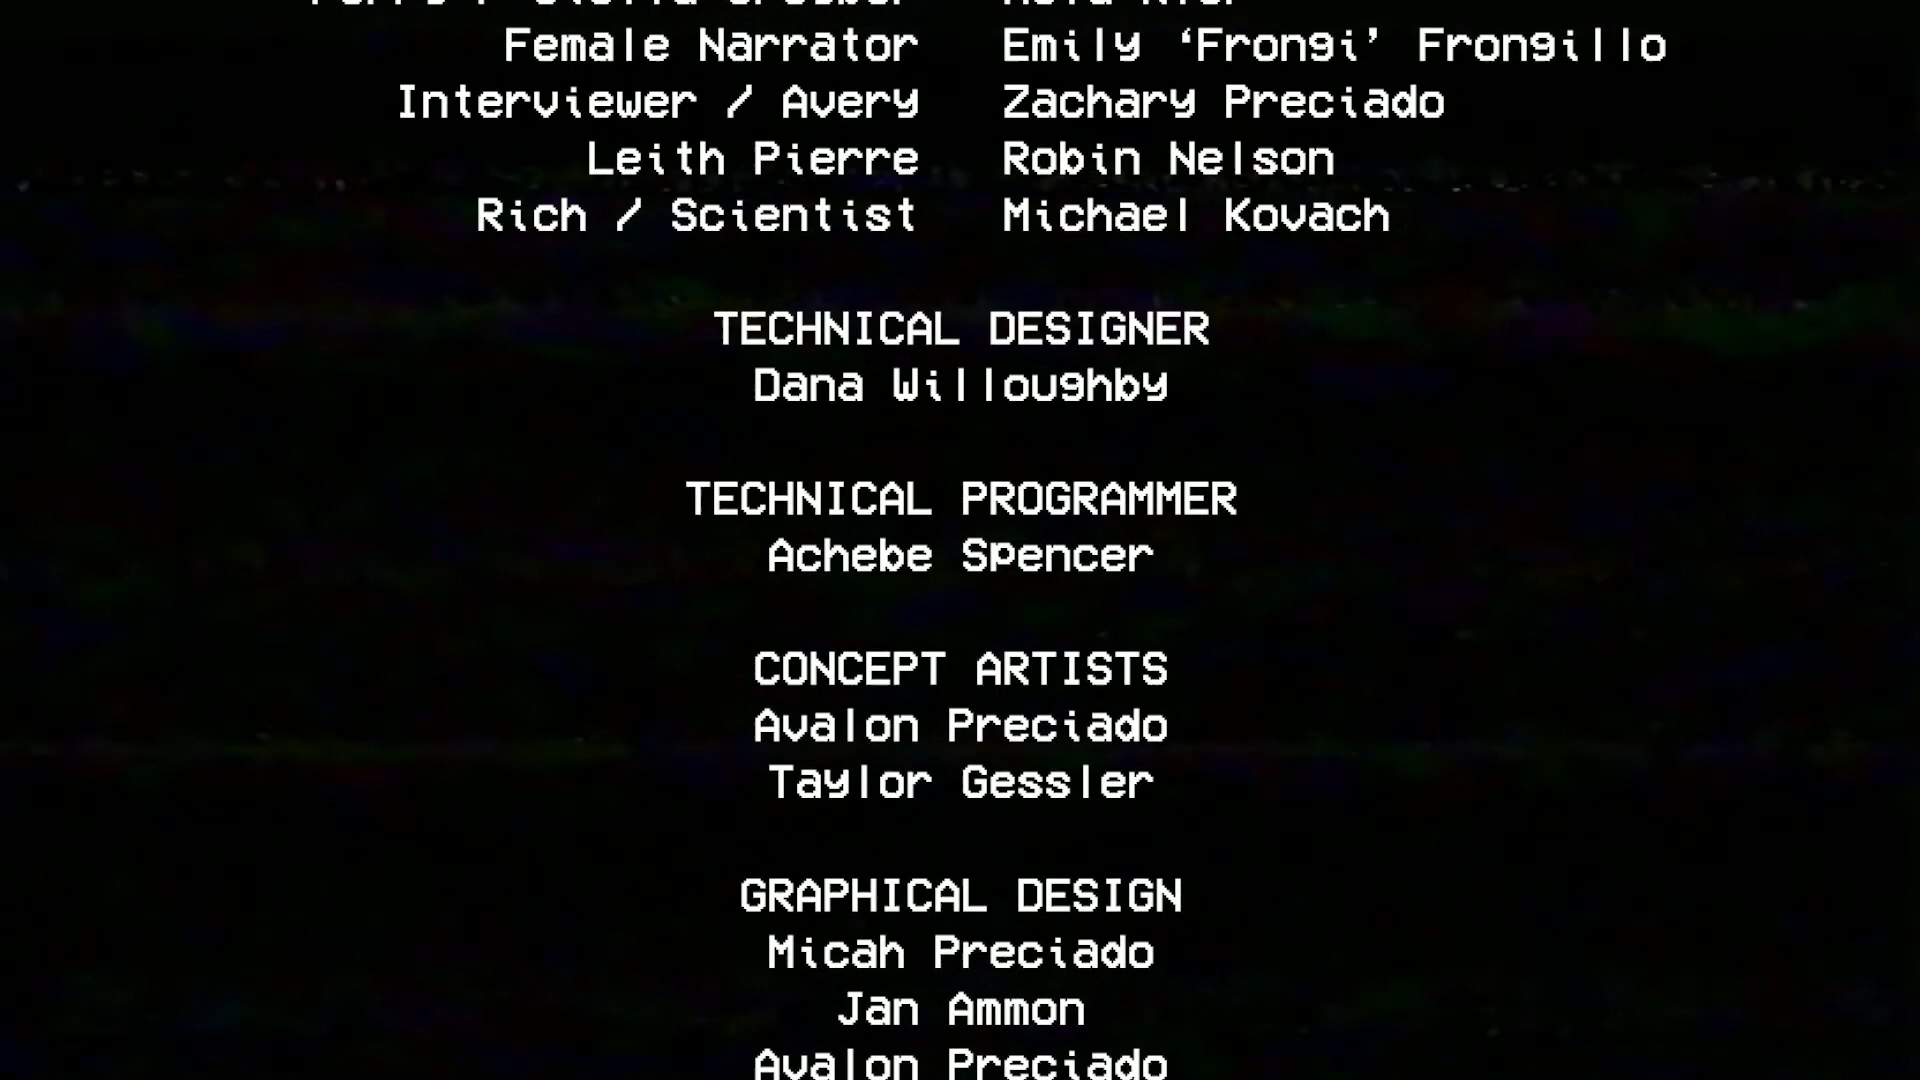 Female Narrator Emily ‘Frongi’ Frongillo
Interviewer / Avery Zachary Preciado
Leith Pierre Robin Nelson
Rich / Scientist Michael Kovach
TECHNICAL DESIGNER
Dana Willoughby
TECHNICAL PROGRAMMER
Achebe Spencer
CONCEPT ARTISTS
Avalon Preciado
Taylor Gessler
GRAPHICAL DESIGN
Micah Preciado
Jan Ammon
Avalon Preciado